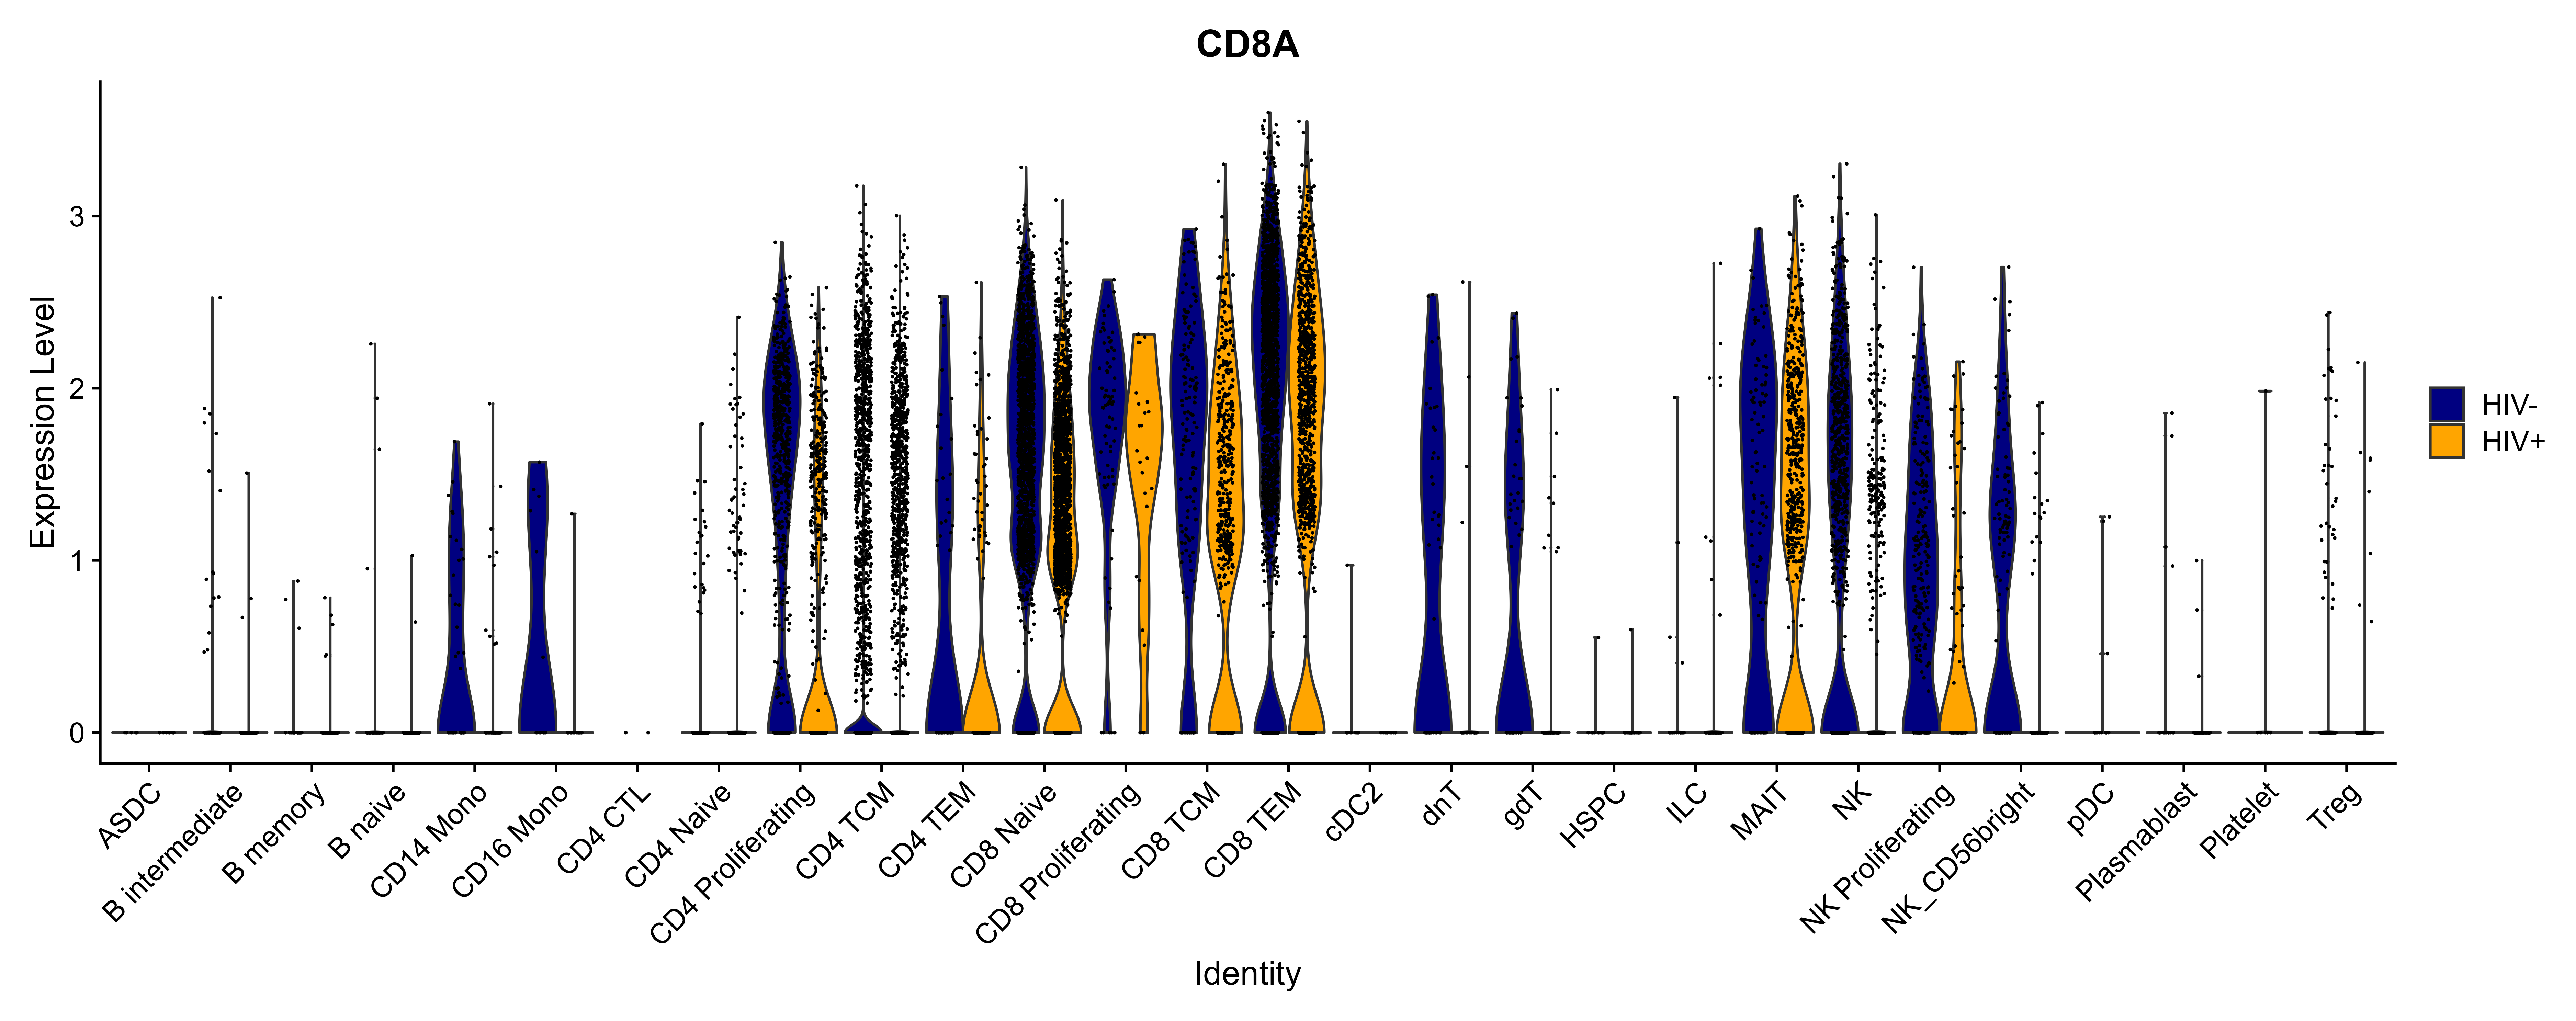 CD8A
Expression Level
3
2
1
0
HIV-
HIV+
ASDC
B intermediate
B memory
B naive
CD14 Mono
CD16 Mono
CD4 CTL
CD4 Naive
CD4 Proliferating
CD4 TCM
CD4 TEM
CD8 Naive
CD8 Proliferating
CD8 TCM
CD8 TEM
cDC2
dnT
gdT
HSPC
ILC
MAIT
NK
NK Proliferating
NK_CD56bright
pDC
Plasmablast
Platelet
Treg
Identity